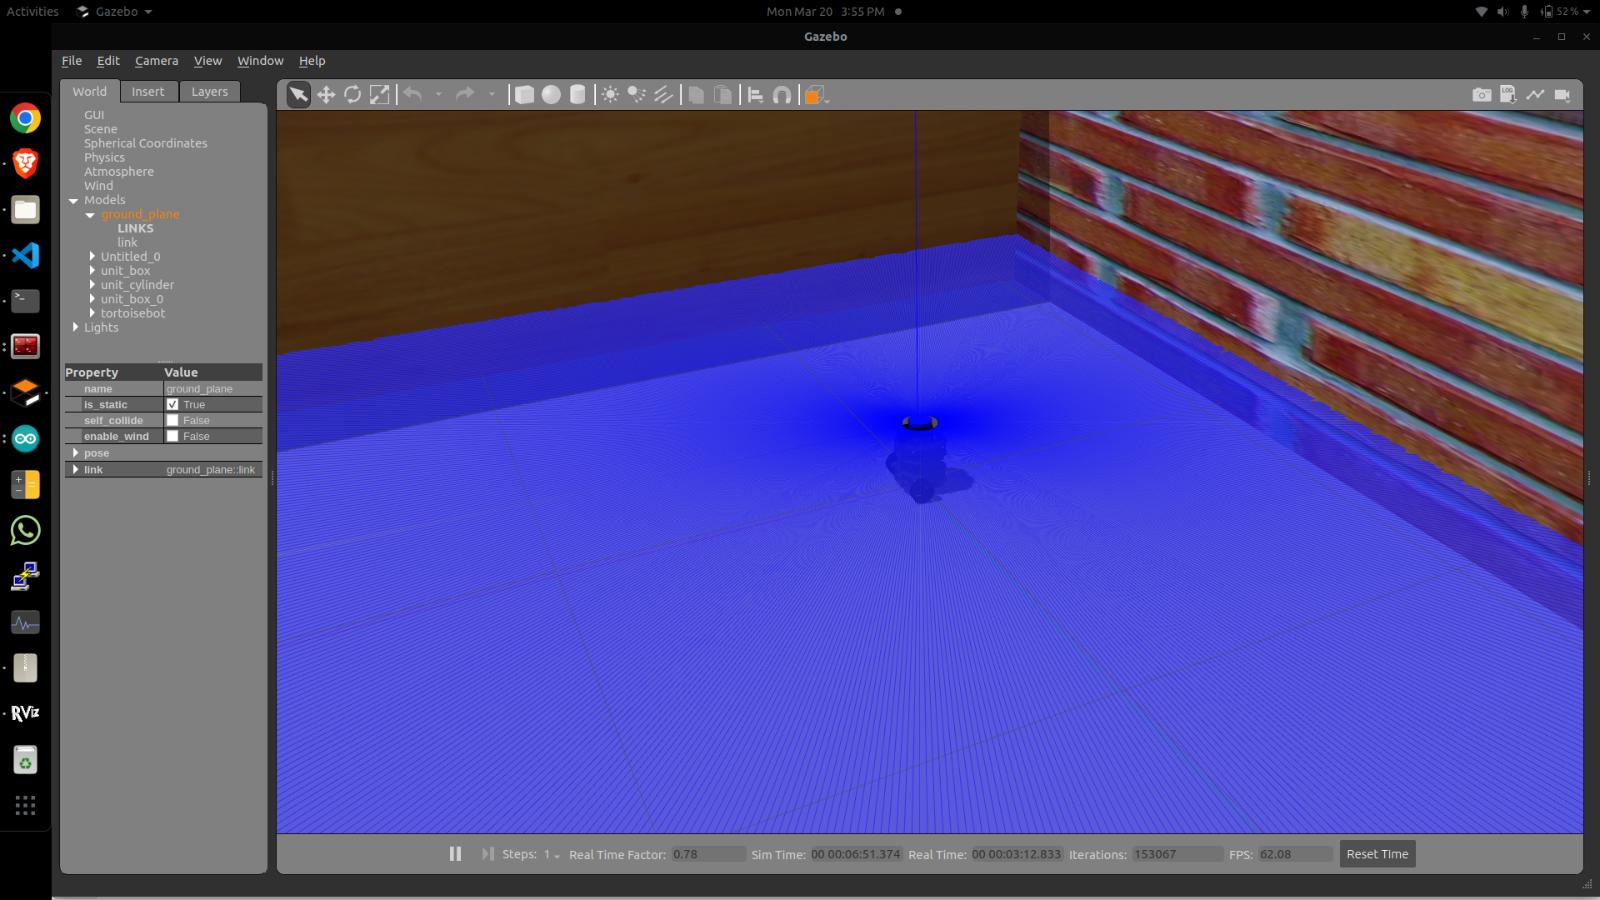 Activities Gazebo Mon Mar 20 3:55 PM 52 %
Gazebo
File Edit Camera View Window Help
World Insert Layers
GUI
Scene
Spherical Coordinates
Physics
Atmosphere
Wind
Models
ground_plane
LINKS
link
Untitled_0
unit_box
unit_cylinder
unit_box_0
tortoisebot
Lights
Property Value
name ground_plane
is_static True
self_collide False
enable_wind False
pose
link ground_plane::link
LOG
RViz
Steps: 1 Real Time Factor: 0.78 Sim Time: 00 00:06:51.374 Real Time: 00 00:03:12.833 Iterations: 153067 FPS: 62.08 Reset Time